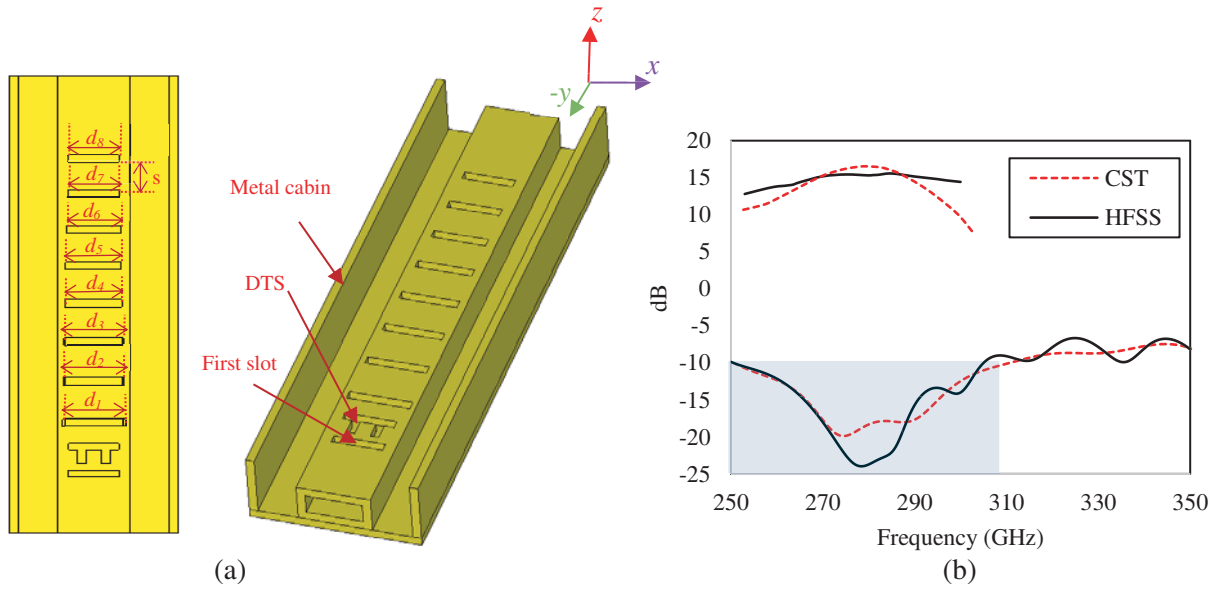 z
x
-y
d8
d7
s
d6
d5
d4
d3
d2
d1
Metal cabin
DTS
First slot
(a)
20
15
10
5
0
-5
-10
-15
-20
-25
dB
CST
HFSS
250 270 290 310 330 350
Frequency (GHz)
(b)